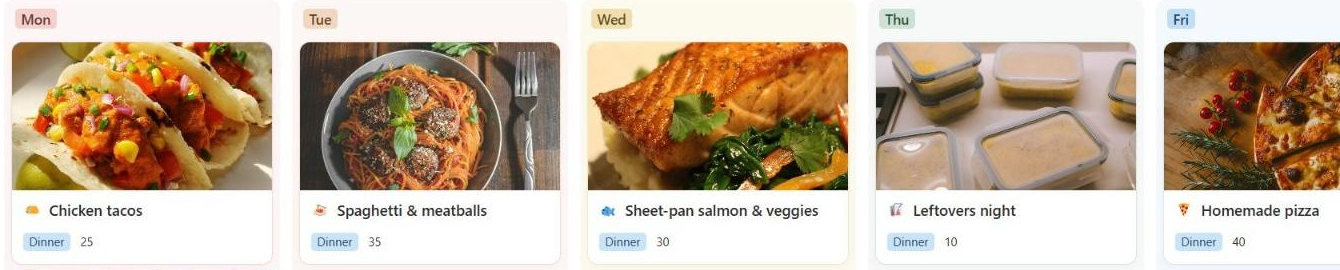 Mon
Tue
Wed
Thu
Fri
Chicken tacos
Spaghetti & meatballs
Sheet-pan salmon & veggies
Leftovers night
Homemade pizza
Dinner 25
Dinner 35
Dinner 30
Dinner 10
Dinner 40